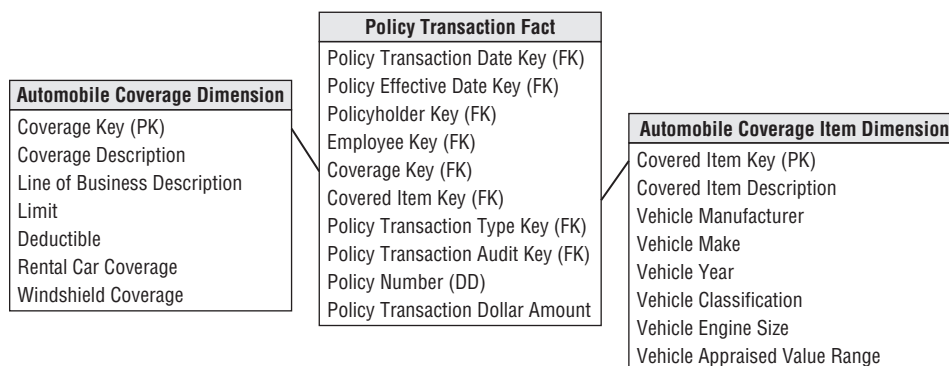 Automobile Coverage Dimension
Coverage Key (PK)
Coverage Description
Line of Business Description
Limit
Deductible
Rental Car Coverage
Windshield Coverage
Policy Transaction Fact
Policy Transaction Date Key (FK)
Policy Effective Date Key (FK)
Policyholder Key (FK)
Employee Key (FK)
Coverage Key (FK)
Covered Item Key (FK)
Policy Transaction Type Key (FK)
Policy Transaction Audit Key (FK)
Policy Number (DD)
Policy Transaction Dollar Amount
Automobile Coverage Item Dimension
Covered Item Key (PK)
Covered Item Description
Vehicle Manufacturer
Vehicle Make
Vehicle Year
Vehicle Classification
Vehicle Engine Size
Vehicle Appraised Value Range